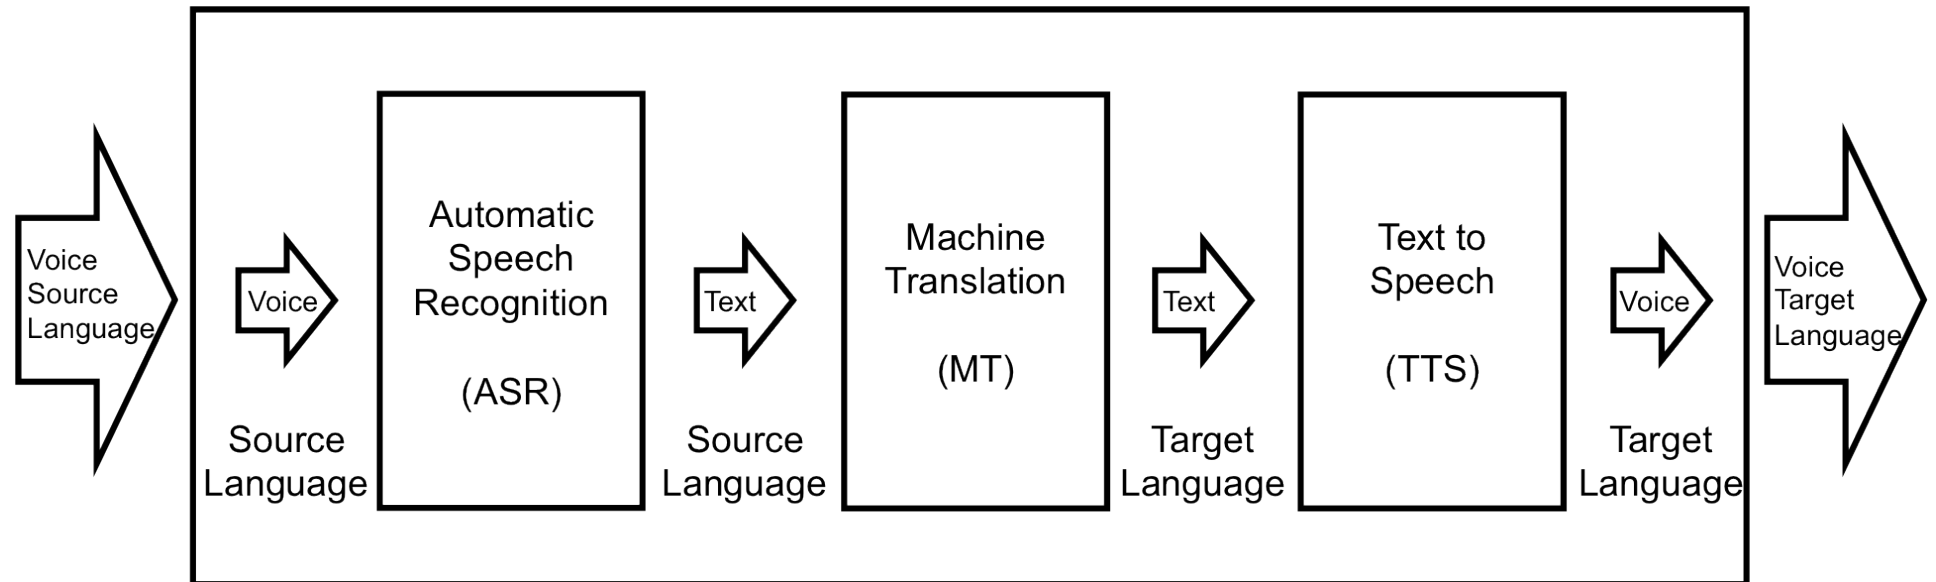 Voice
Source
Language
Voice
Source
Language
Automatic
Speech
Recognition
(ASR)
Text
Source
Language
Machine
Translation
(MT)
Text
Target
Language
Text to
Speech
(TTS)
Voice
Target
Language
Voice
Target
Language